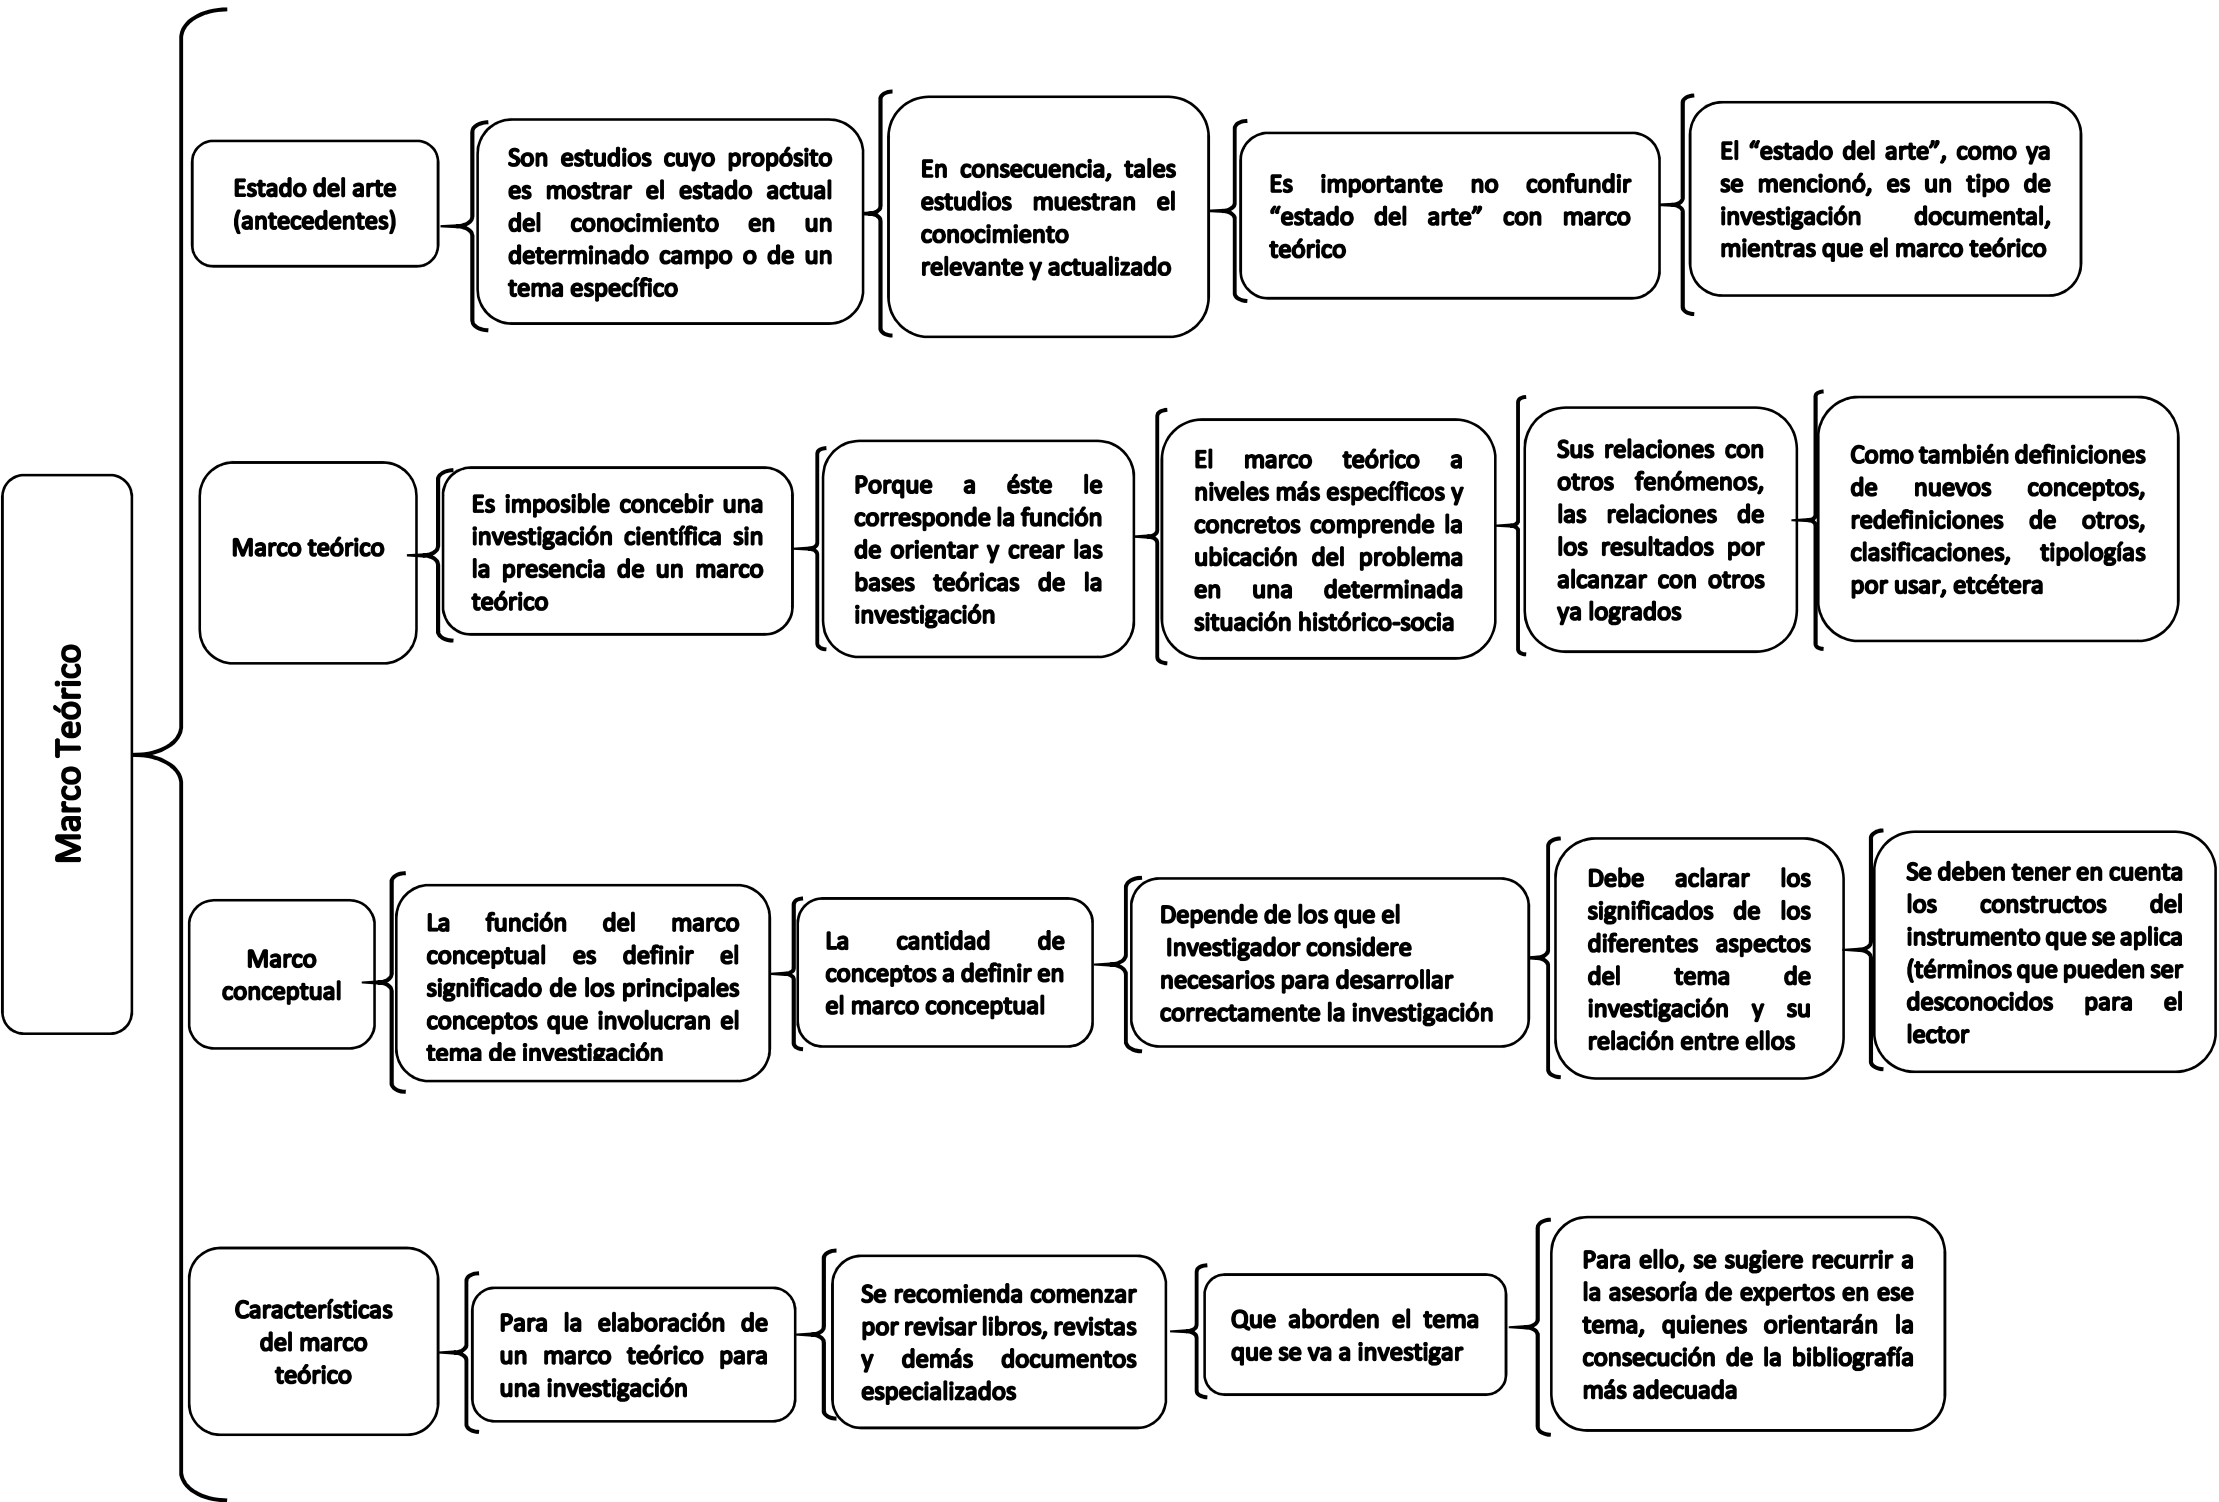 Marco Teórico
Estado del arte
(antecedentes)
Son estudios cuyo propósito
es mostrar el estado actual
del conocimiento en un
determinado campo o de un
tema específico
En consecuencia, tales
estudios muestran el
conocimiento
relevante y actualizado
Es importante no confundir
“estado del arte” con marco
teórico
El “estado del arte”, como ya
se mencionó, es un tipo de
investigación documental,
mientras que el marco teórico
Marco teórico
Es imposible concebir una
investigación científica sin
la presencia de un marco
teórico
Porque a éste le
corresponde la función
de orientar y crear las
bases teóricas de la
investigación
El marco teórico a
niveles más específicos y
concretos comprende la
ubicación del problema
en una determinada
situación histórico-socia
Sus relaciones con
otros fenómenos,
las relaciones de
los resultados por
alcanzar con otros
ya logrados
Como también definiciones
de nuevos conceptos,
redefiniciones de otros,
clasificaciones, tipologías
por usar, etcétera
Marco
conceptual
La función del marco
conceptual es definir el
significado de los principales
conceptos que involucran el
tema de investigación
La cantidad de
conceptos a definir en
el marco conceptual
Depende de los que el
Investigador considere
necesarios para desarrollar
correctamente la investigación
Debe aclarar los
significados de los
diferentes aspectos
del tema de
investigación y su
relación entre ellos
Se deben tener en cuenta
los constructos del
instrumento que se aplica
(términos que pueden ser
desconocidos para el
lector
Características
del marco
teórico
Para la elaboración de
un marco teórico para
una investigación
Se recomienda comenzar
por revisar libros, revistas
y demás documentos
especializados
Que aborden el tema
que se va a investigar
Para ello, se sugiere recurrir a
la asesoría de expertos en ese
tema, quienes orientarán la
consecución de la bibliografía
más adecuada